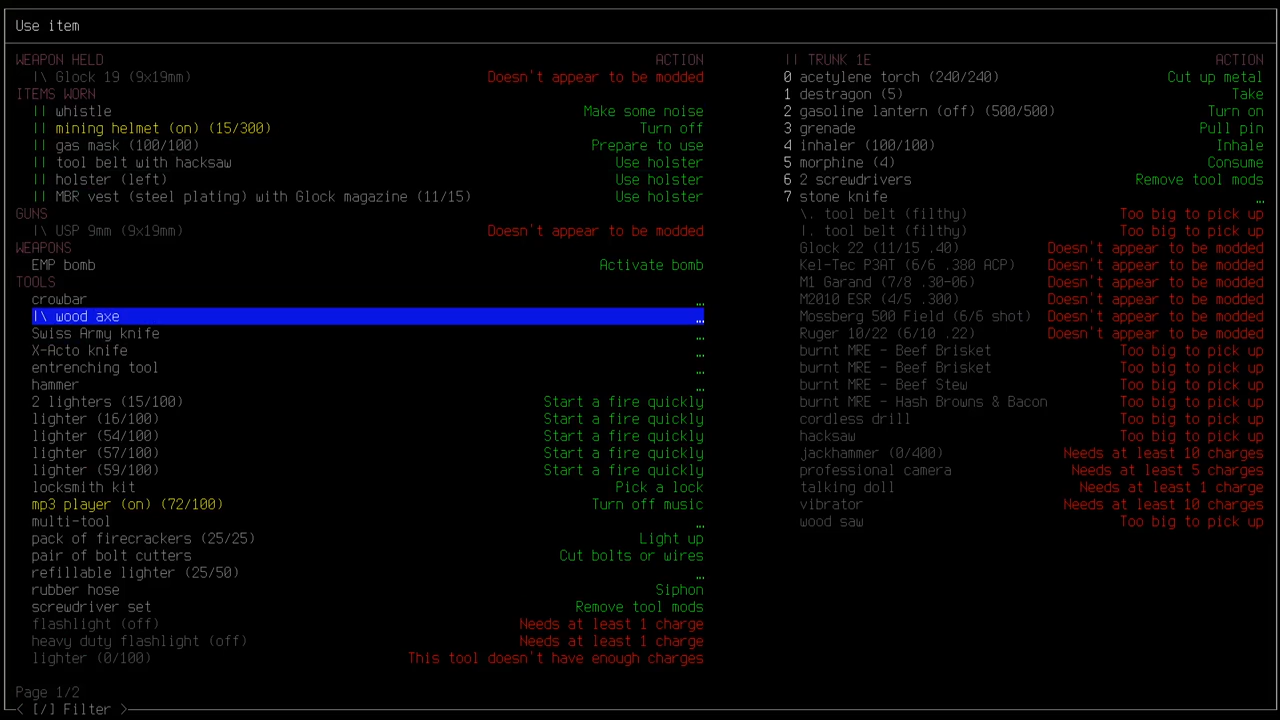 Use item
WEAPON HELD ACTION
|\ Glock 19 (9x19mm) Doesn't appear to be modded
ITEMS WORN
|| whistle Make some noise
|| mining helmet (on) (15/300) Turn off
|| gas mask (100/100) Prepare to use
|| tool belt with hacksaw Use holster
|| holster (left) Use holster
|| MBR vest (steel plating) with Glock magazine (11/15) Use holster
GUNS
|\ USP 9mm (9x19mm) Doesn't appear to be modded
WEAPONS
EMP bomb Activate bomb
TOOLS
crowbar …
|\ wood axe …
Swiss Army knife …
X-Acto knife …
entrenching tool …
hammer …
2 lighters (15/100) Start a fire quickly
lighter (16/100) Start a fire quickly
lighter (54/100) Start a fire quickly
lighter (57/100) Start a fire quickly
lighter (59/100) Start a fire quickly
locksmith kit Pick a lock
mp3 player (on) (72/100) Turn off music
multi-tool …
pack of firecrackers (25/25) Light up
pair of bolt cutters Cut bolts or wires
refillable lighter (25/50) …
rubber hose Siphon
screwdriver set Remove tool mods
flashlight (off) Needs at least 1 charge
heavy duty flashlight (off) Needs at least 1 charge
lighter (0/100) This tool doesn't have enough charges
Page 1/2
< [/] Filter >
|| TRUNK 1E ACTION
0 acetylene torch (240/240) Cut up metal
1 destragon (5) Take
2 gasoline lantern (off) (500/500) Turn on
3 grenade Pull pin
4 inhaler (100/100) Inhale
5 morphine (4) Consume
6 2 screwdrivers Remove tool mods
7 stone knife …
\. tool belt (filthy) Too big to pick up
|. tool belt (filthy) Too big to pick up
Glock 22 (11/15 .40) Doesn't appear to be modded
Kel-Tec P3AT (6/6 .380 ACP) Doesn't appear to be modded
M1 Garand (7/8 .30-06) Doesn't appear to be modded
M2010 ESR (4/5 .300) Doesn't appear to be modded
Mossberg 500 Field (6/6 shot) Doesn't appear to be modded
Ruger 10/22 (6/10 .22) Doesn't appear to be modded
burnt MRE - Beef Brisket Too big to pick up
burnt MRE - Beef Brisket Too big to pick up
burnt MRE - Beef Stew Too big to pick up
burnt MRE - Hash Browns & Bacon Too big to pick up
cordless drill Too big to pick up
hacksaw Too big to pick up
jackhammer (0/400) Needs at least 10 charges
professional camera Needs at least 5 charges
talking doll Needs at least 1 charge
vibrator Needs at least 10 charges
wood saw Too big to pick up